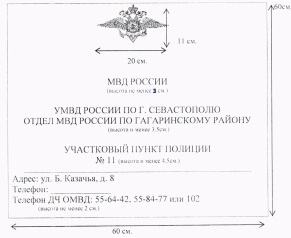 60см.
11 см.
20 см.
МВД РОССИИ
(высота не менее 3 см.)
УМВД РОССИИ ПО Г. СЕВАСТОПОЛЮ
ОТДЕЛ МВД РОССИИ ПО ГАГАРИНСКОМУ РАЙОНУ
(высота и менее 3.5см.)
УЧАСТКОВЫЙ ПУНКТ ПОЛИЦИИ
№ 11 (высота и менее 4.5см.)
Адрес: ул. Б. Казачья, д. 8
Телефон:
Телефон ДЧ ОМВД: 55-64-42, 55-84-77 или 102
(высота не менее 2 см.)
60 см.